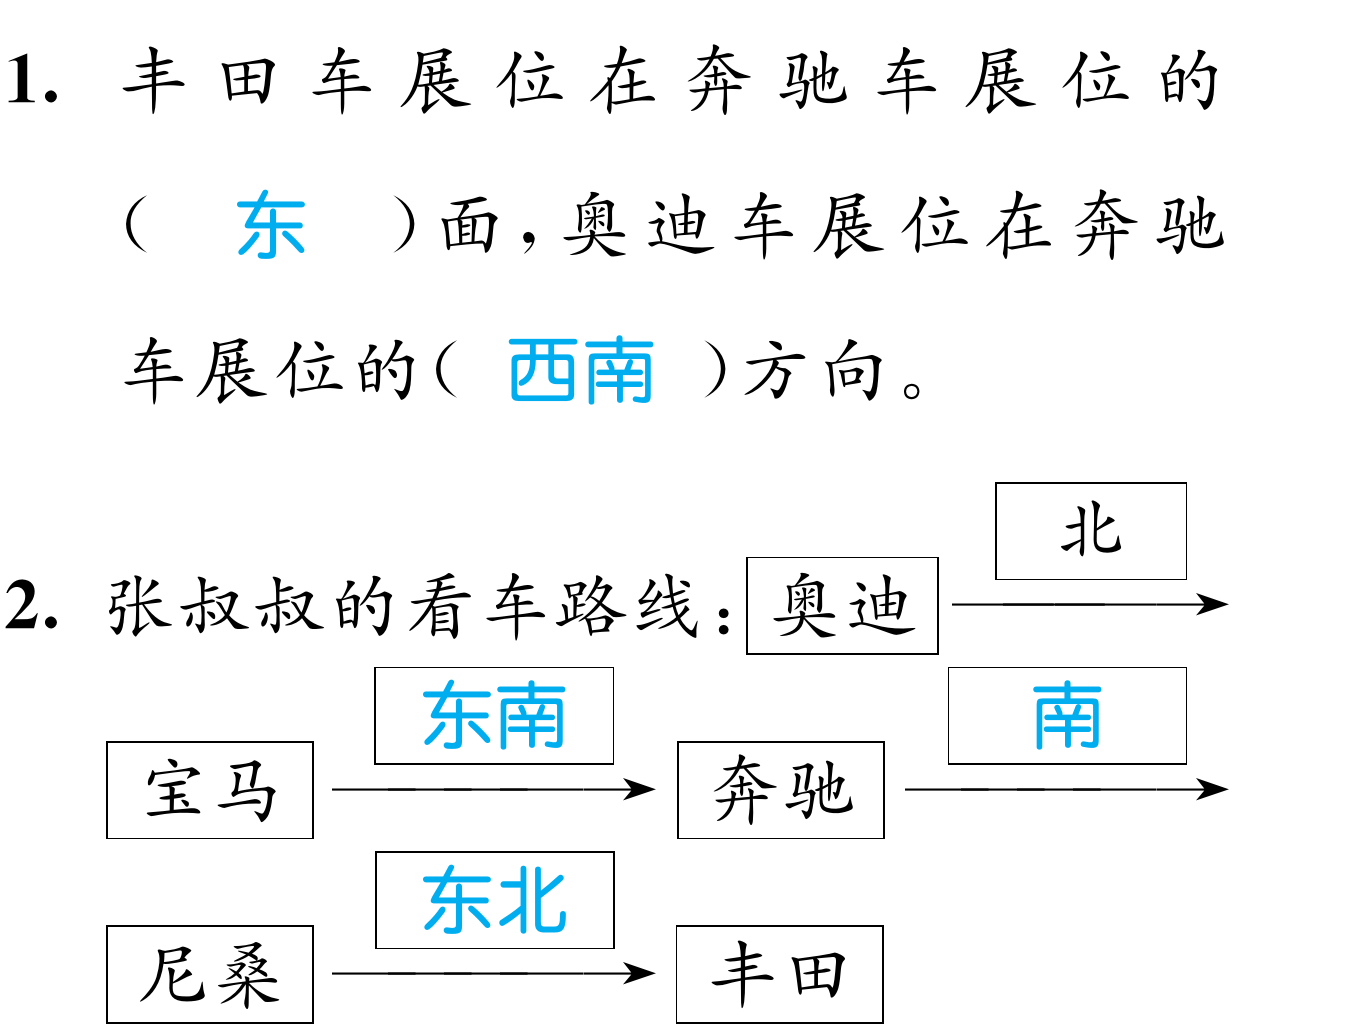 1. 丰田车展位在奔驰车展位的
( 东 )面,奥迪车展位在奔驰
车展位的( 西南 )方向。
北
2. 张叔叔的看车路线:奥迪
东南 南
宝马 奔驰
东北
尼桑 丰田